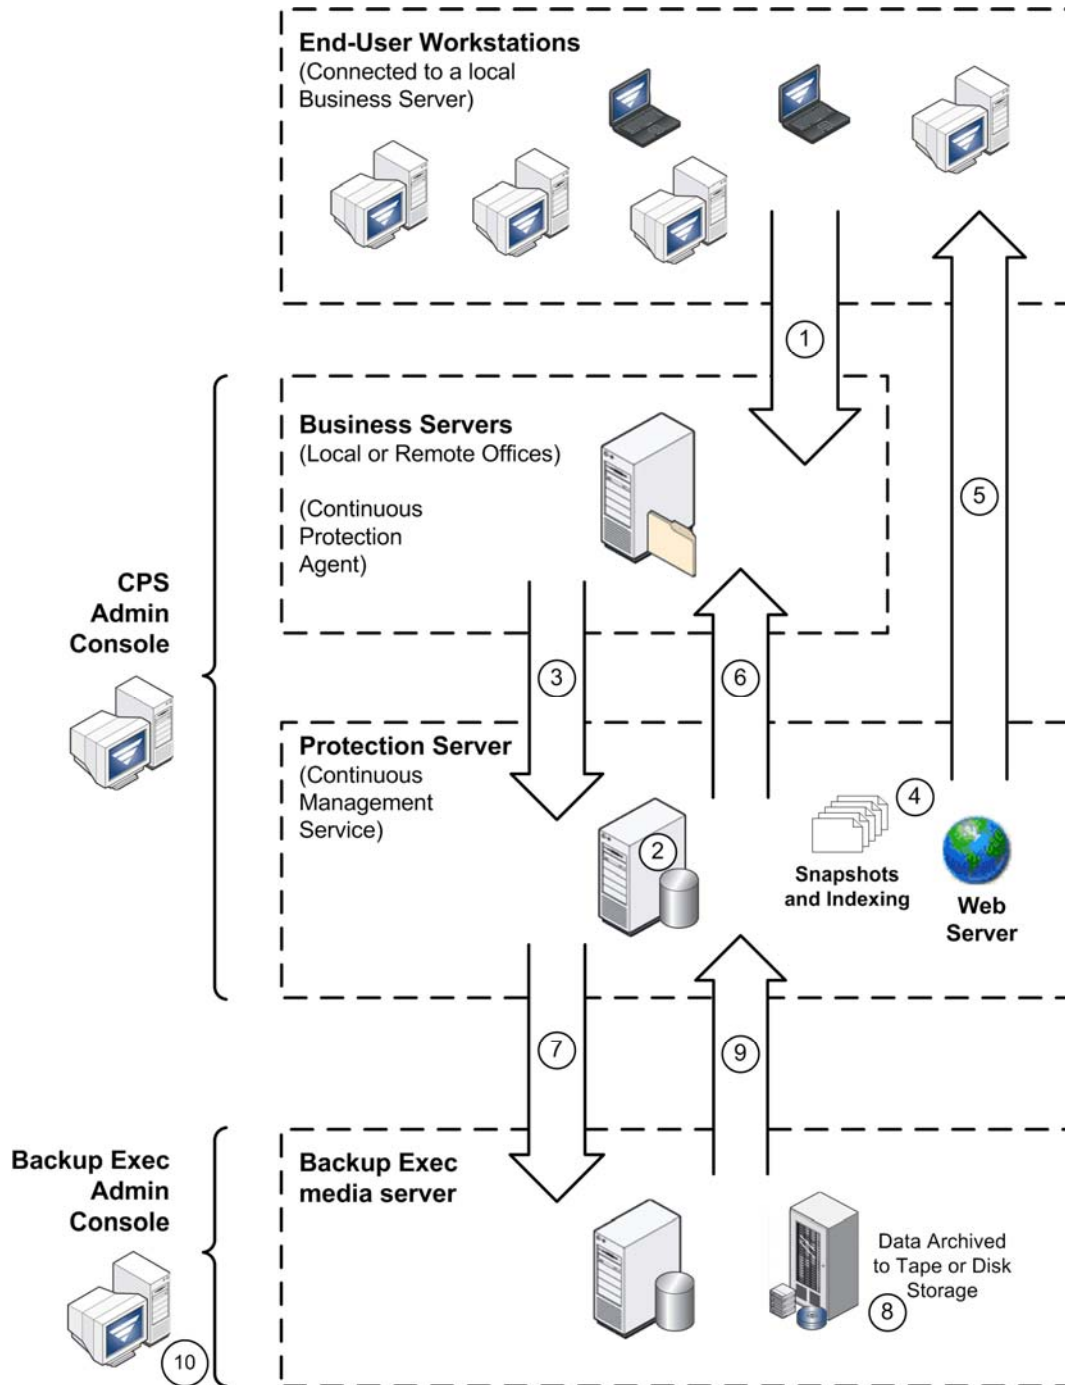 End-User Workstations
(Connected to a local
Business Server)
1
Business Servers
(Local or Remote Offices)
(Continuous
Protection
Agent)
5
CPS
Admin
Console
3
6
Protection Server
(Continuous
Management
Service)
4
2
Snapshots
and Indexing
Web
Server
7
9
Backup Exec
Admin
Console
Backup Exec
media server
Data Archived
to Tape or Disk
Storage
8
10